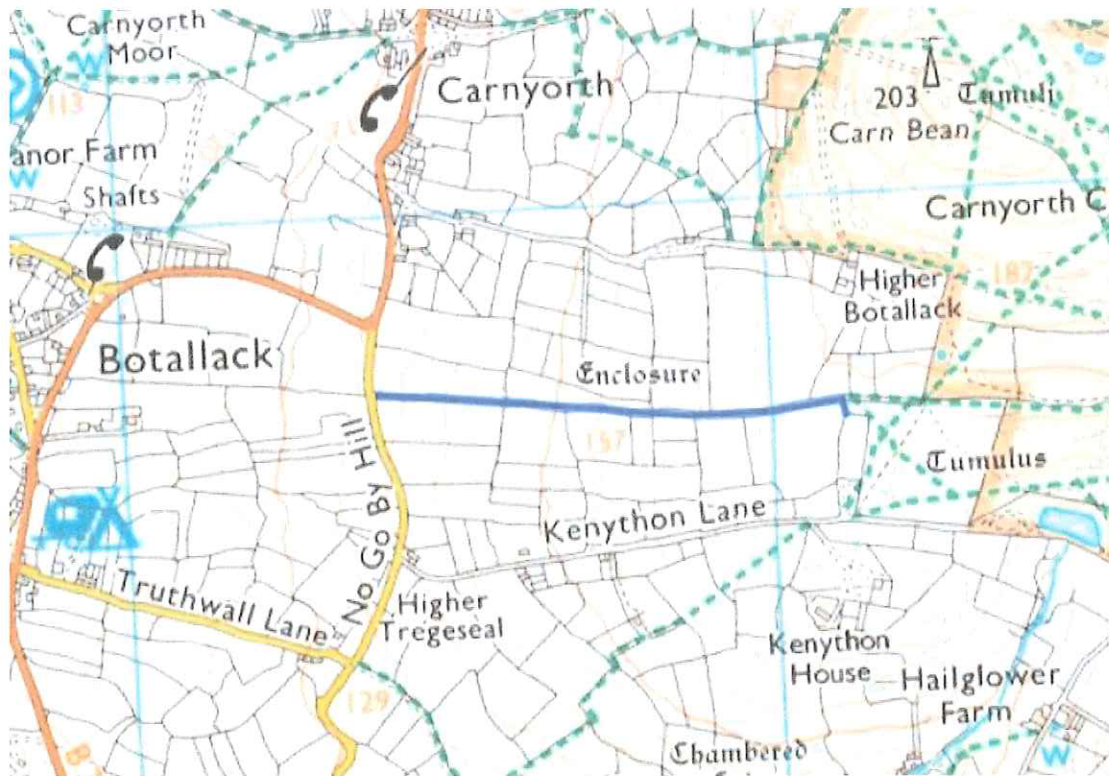 Carnyorth
Moor
W
113
Carnyorth
203
Tumuli
Carn Bean
anor Farm
W
Shafts
Carnyorth C
187
Higher
Botallack
Botallack
Enclosure
157
Tumulus
No Go By Hill
Kenython Lane
Truthwall Lane
Higher
Tregeseal
Kenython
House
Hailglower
Farm
129
W
Chambered